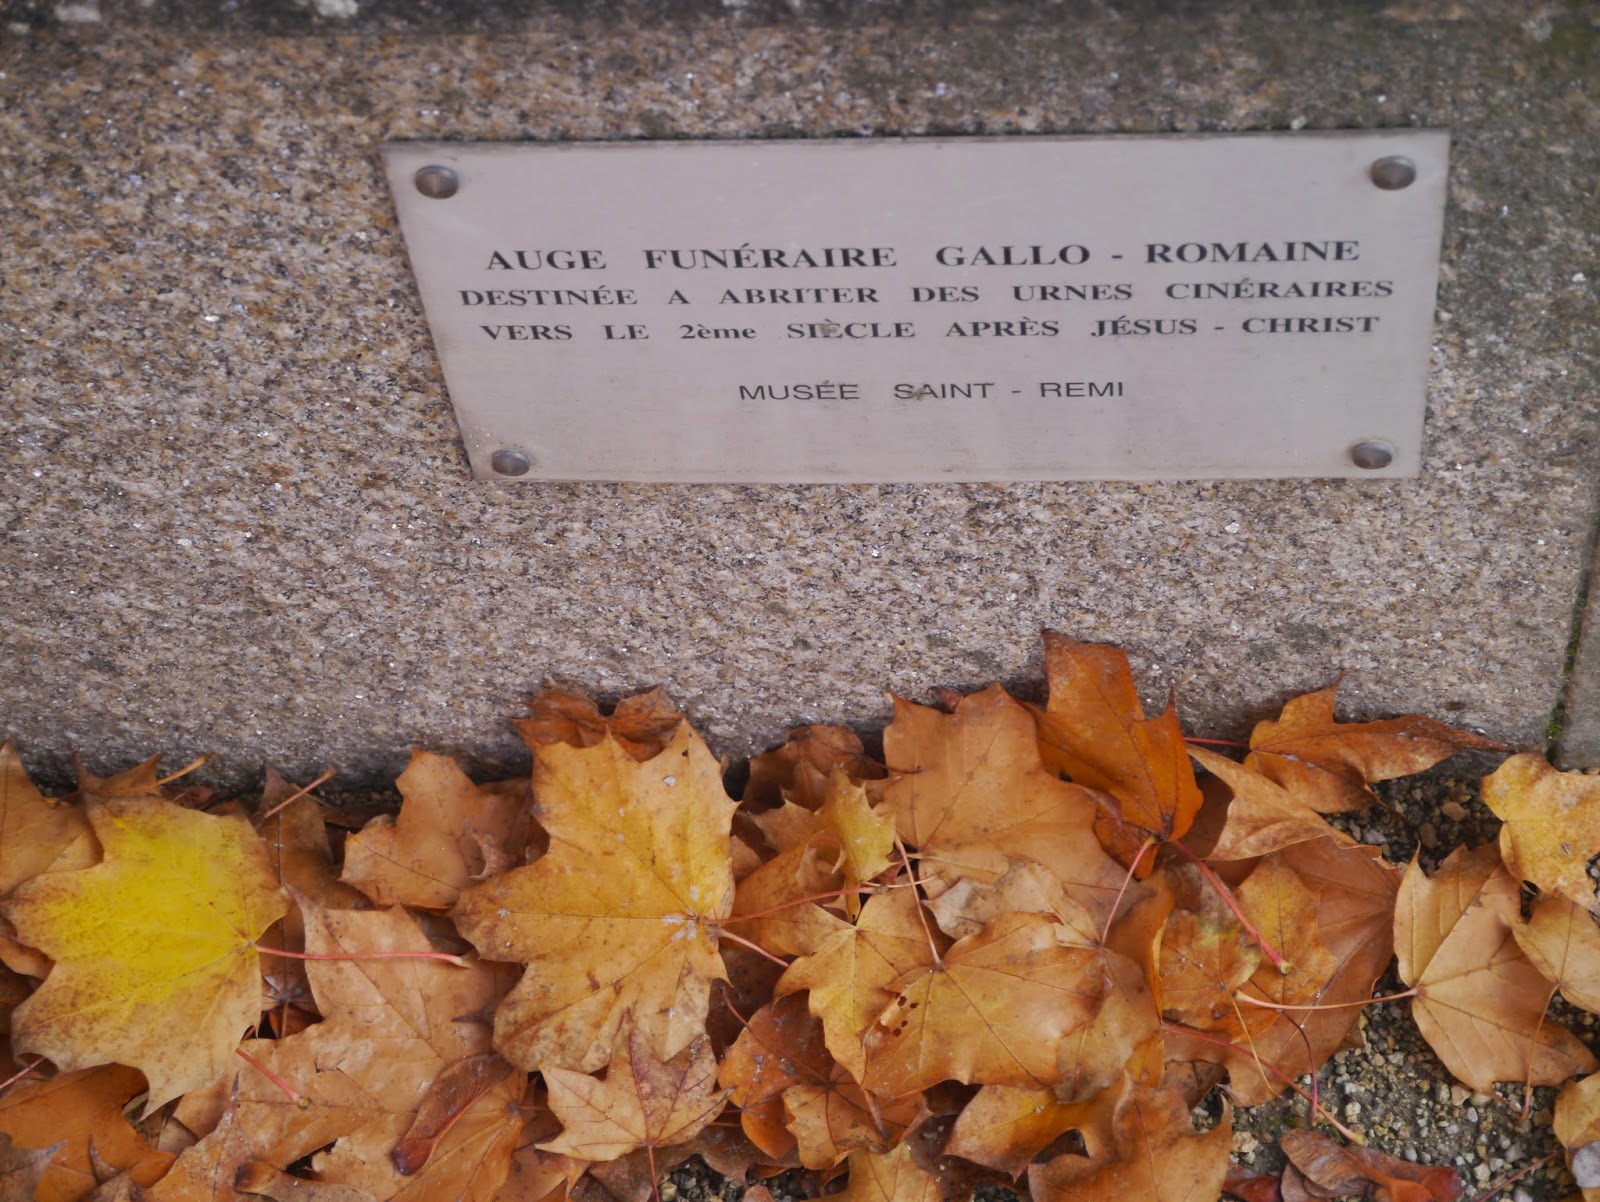 AUGE FUNÉRAIRE GALLO - ROMAINE
DESTINÉE A ABRITER DES URNES CINÉRAIRES
VERS LE 2ème SIÈCLE APRÈS JÉSUS - CHRIST
MUSÉE SAINT - REMI